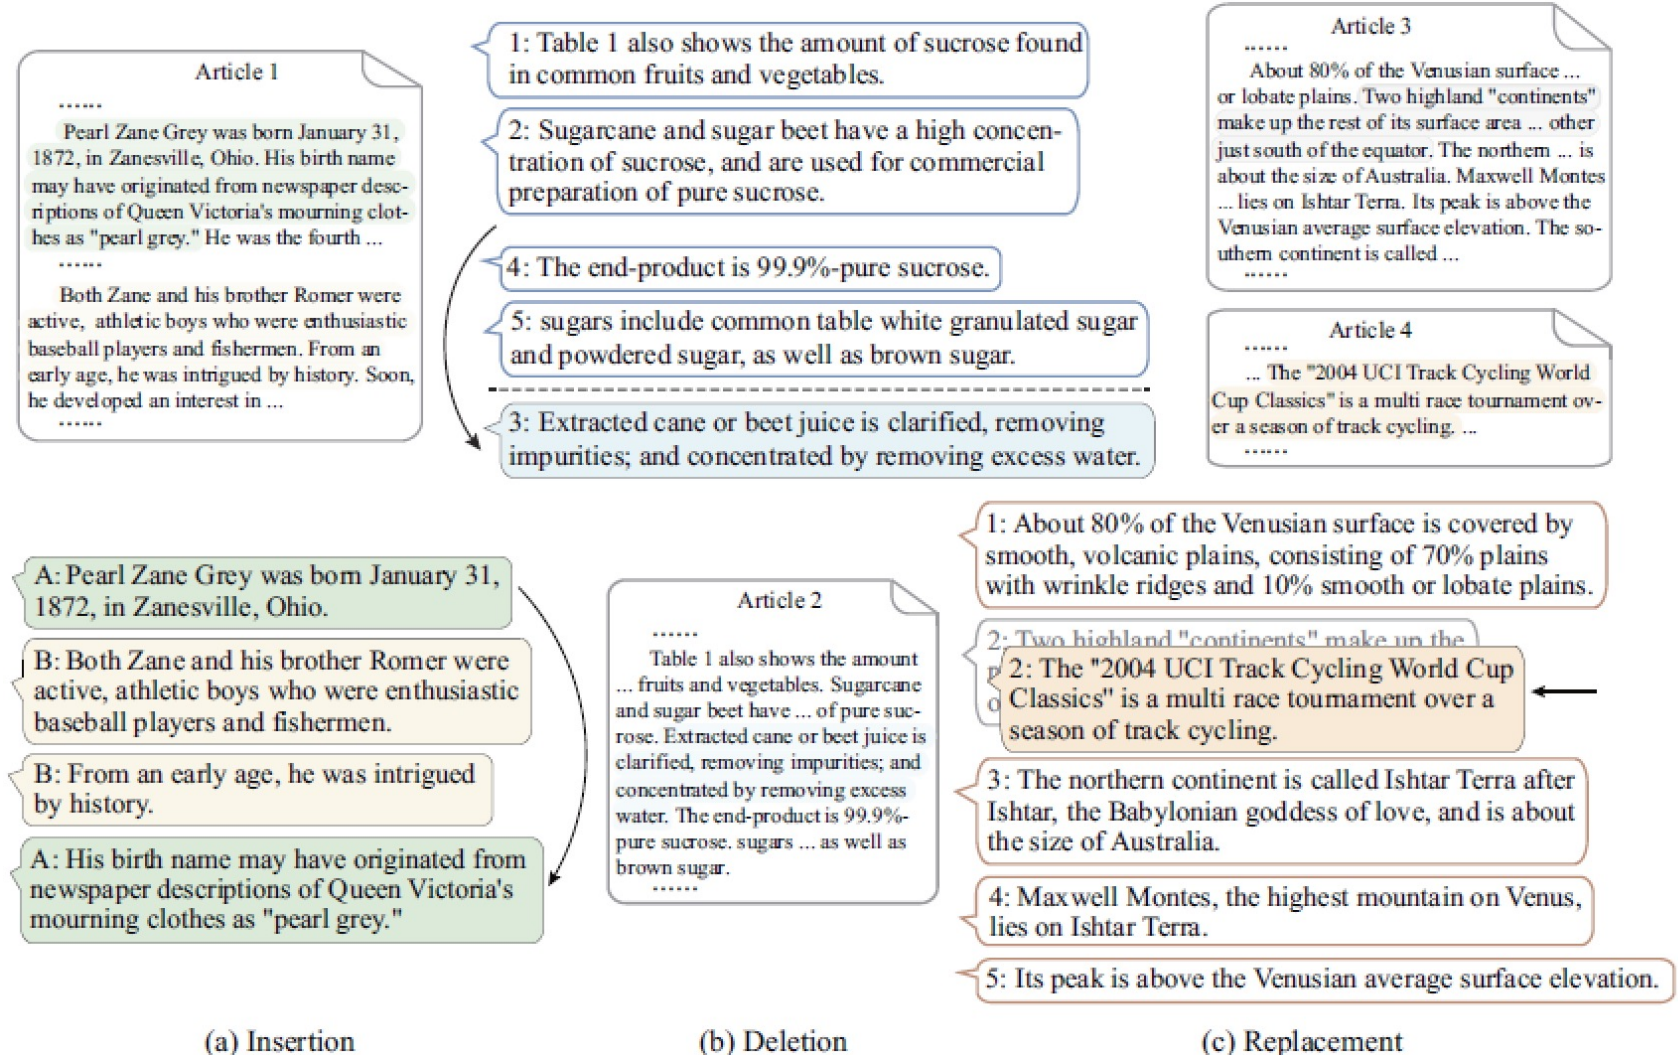 Article 1
......
Pearl Zane Grey was born January 31,
1872, in Zanesville, Ohio. His birth name
may have originated from newspaper desc-
riptions of Queen Victoria's mourning clot-
hes as "pearl grey." He was the fourth ...
......
Both Zane and his brother Romer were
active, athletic boys who were enthusiastic
baseball players and fishermen. From an
early age, he was intrigued by history. Soon,
he developed an interest in ...
......
A: Pearl Zane Grey was born January 31,
1872, in Zanesville, Ohio.
B: Both Zane and his brother Romer were
active, athletic boys who were enthusiastic
baseball players and fishermen.
B: From an early age, he was intrigued
by history.
A: His birth name may have originated from
newspaper descriptions of Queen Victoria's
mourning clothes as "pearl grey."
(a) Insertion
1: Table 1 also shows the amount of sucrose found
in common fruits and vegetables.
2: Sugarcane and sugar beet have a high concen-
tration of sucrose, and are used for commercial
preparation of pure sucrose.
4: The end-product is 99.9%-pure sucrose.
5: sugars include common table white granulated sugar
and powdered sugar, as well as brown sugar.
3: Extracted cane or beet juice is clarified, removing
impurities; and concentrated by removing excess water.
Article 2
......
Table 1 also shows the amount
... fruits and vegetables. Sugarcane
and sugar beet have ... of pure suc-
rose. Extracted cane or beet juice is
clarified, removing impurities; and
concentrated by removing excess
water. The end-product is 99.9%-
pure sucrose. sugars ... as well as
brown sugar.
......
(b) Deletion
Article 3
......
About 80% of the Venusian surface ...
or lobate plains. Two highland "continents"
make up the rest of its surface area ... other
just south of the equator. The northern ... is
about the size of Australia. Maxwell Montes
... lies on Ishtar Terra. Its peak is above the
Venusian average surface elevation. The so-
uthern continent is called ...
......
Article 4
......
... The "2004 UCI Track Cycling World
Cup Classics" is a multi race tournament ov-
er a season of track cycling. ...
......
1: About 80% of the Venusian surface is covered by
smooth, volcanic plains, consisting of 70% plains
with wrinkle ridges and 10% smooth or lobate plains.
2: Two highland "continents" make up the
2: The "2004 UCI Track Cycling World Cup
Classics" is a multi race tournament over a
season of track cycling.
3: The northern continent is called Ishtar Terra after
Ishtar, the Babylonian goddess of love, and is about
the size of Australia.
4: Maxwell Montes, the highest mountain on Venus,
lies on Ishtar Terra.
5: Its peak is above the Venusian average surface elevation.
(c) Replacement